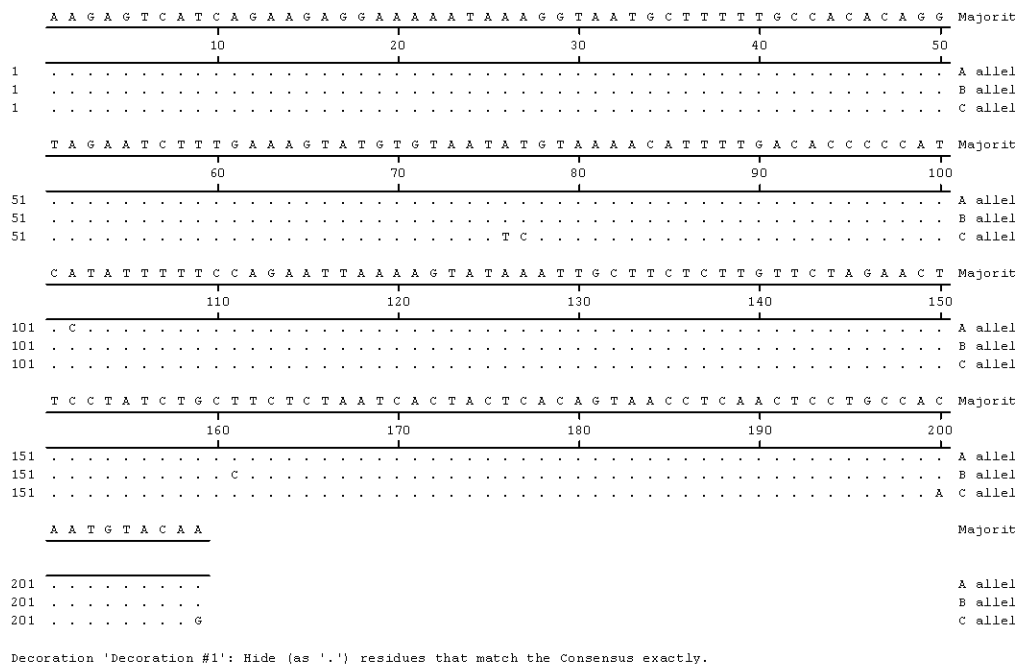 A A G A G T C A T C A G A A G A G G A A A A A T A A A G G T A A T G C T T T T T G C C A C A C A G G Majorit
10 20 30 40 50
1 . . . . . . . . . . . . . . . . . . . . . . . . . . . . . . . . . . . . . . . . . . . . . . . . . . A allel
1 . . . . . . . . . . . . . . . . . . . . . . . . . . . . . . . . . . . . . . . . . . . . . . . . . . B allel
1 . . . . . . . . . . . . . . . . . . . . . . . . . . . . . . . . . . . . . . . . . . . . . . . . . . C allel
T A G A A T C T T T G A A A G T A T G T G T A A T A T G T A A A A C A T T T T G A C A C C C C C A T Majorit
60 70 80 90 100
51 . . . . . . . . . . . . . . . . . . . . . . . . . . . . . . . . . . . . . . . . . . . . . . . . . . A allel
51 . . . . . . . . . . . . . . . . . . . . . . . . . . . . . . . . . . . . . . . . . . . . . . . . . . B allel
51 . . . . . . . . . . . . . . . . . . . . . . . . . T C . . . . . . . . . . . . . . . . . . . . . . . C allel
C A T A T T T T T C C A G A A T T A A A A G T A T A A A T T G C T T C T C T T G T T C T A G A A C T Majorit
110 120 130 140 150
101 . C . . . . . . . . . . . . . . . . . . . . . . . . . . . . . . . . . . . . . . . . . . . . . . . . A allel
101 . . . . . . . . . . . . . . . . . . . . . . . . . . . . . . . . . . . . . . . . . . . . . . . . . . B allel
101 . . . . . . . . . . . . . . . . . . . . . . . . . . . . . . . . . . . . . . . . . . . . . . . . . . C allel
T C C T A T C T G C T T C T C T A A T C A C T A C T C A C A G T A A C C T C A A C T C C T G C C A C Majorit
160 170 180 190 200
151 . . . . . . . . . . . . . . . . . . . . . . . . . . . . . . . . . . . . . . . . . . . . . . . . . . A allel
151 . . . . . . . . . . C . . . . . . . . . . . . . . . . . . . . . . . . . . . . . . . . . . . . . . . B allel
151 . . . . . . . . . . . . . . . . . . . . . . . . . . . . . . . . . . . . . . . . . . . . . . . . . A C allel
A A T G T A C A A Majorit
201 . . . . . . . . . A allel
201 . . . . . . . . . B allel
201 . . . . . . . . G C allel
Decoration 'Decoration #1': Hide (as '.') residues that match the Consensus exactly.